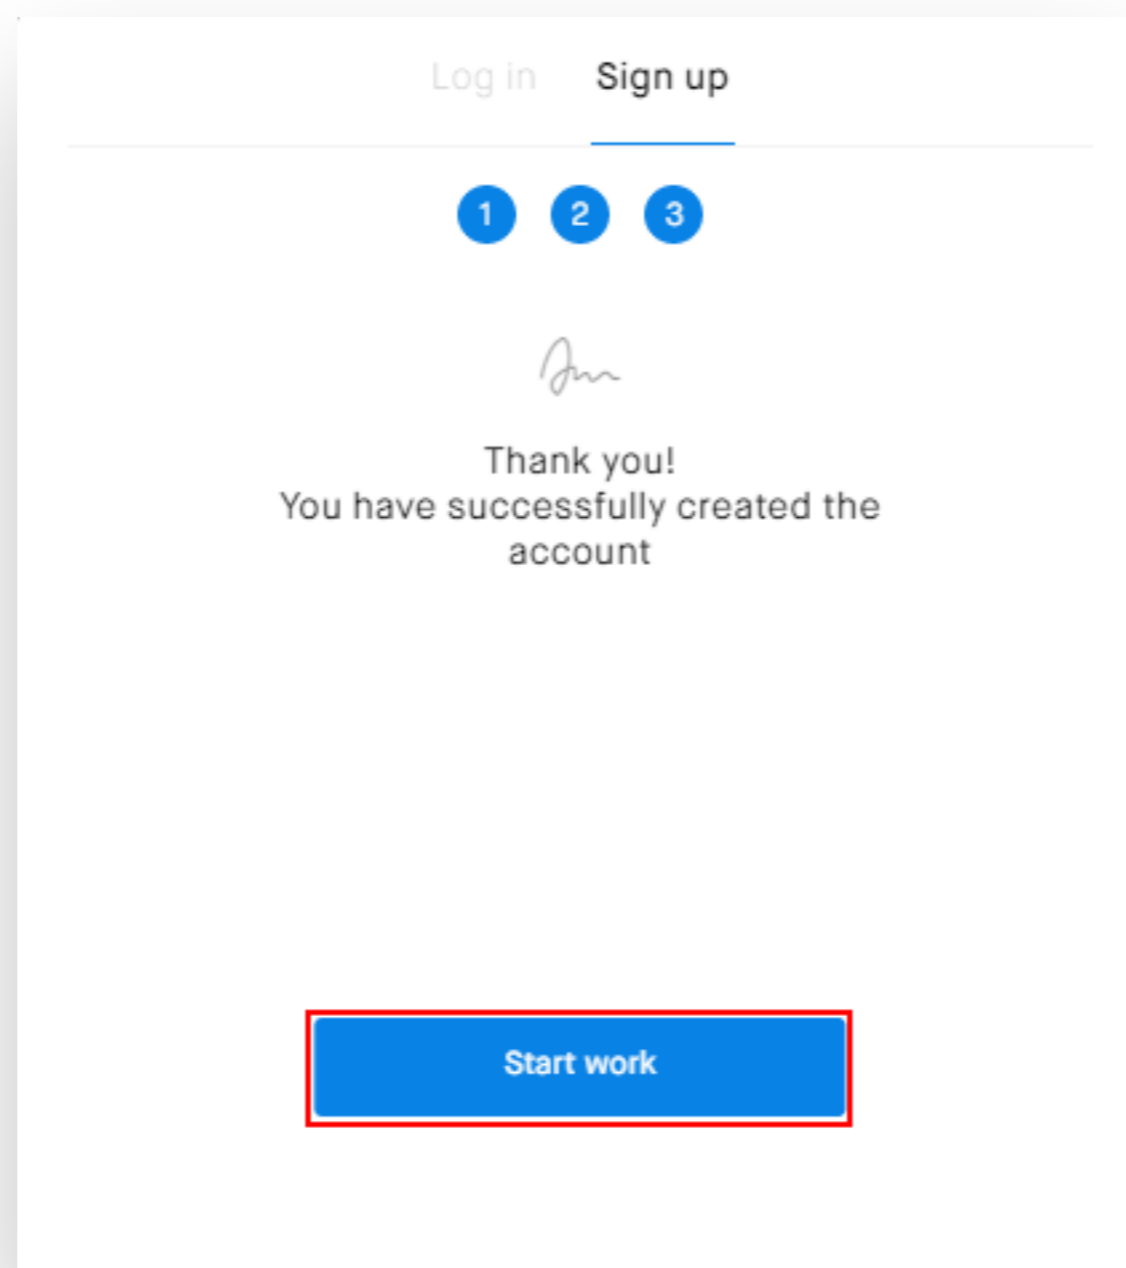 Log in Sign up
1 2 3
Thank you!
You have successfully created the
account
Start work